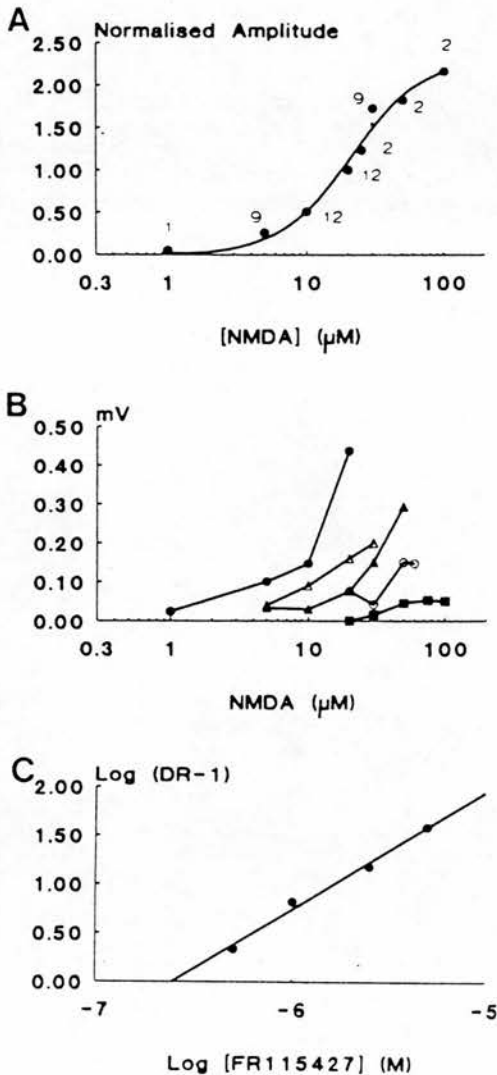 A
Normalised Amplitude
2.50
2.00
1.50
1.00
0.50
0.00
1
9
12
12
2
9
2
2
0.3 1 10 100
[NMDA] (µM)
B
mV
0.50
0.40
0.30
0.20
0.10
0.00
0.3 1 10 100
NMDA (µM)
C
Log (DR-1)
2.00
1.50
1.00
0.50
0.00
-7 -6 -5
Log [FR115427] (M)